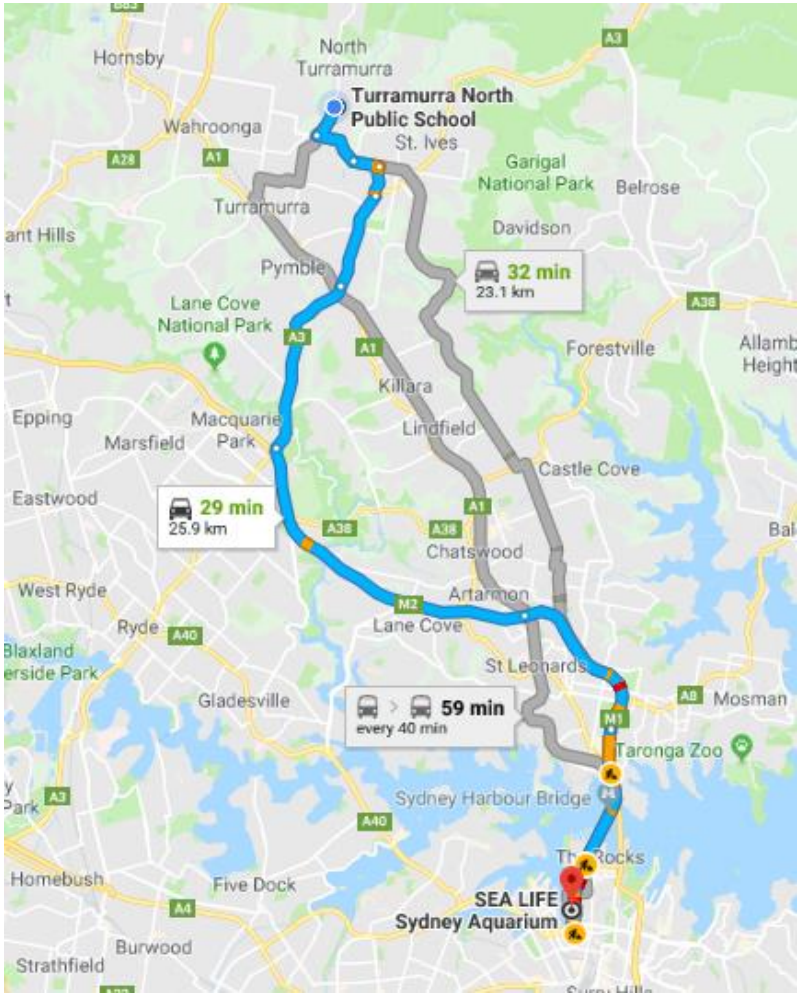 B83
A3
Hornsby
North
Turramurra
Turramurra North
Public School
Wahroonga
St. Ives
A28
A1
Garigal
National Park
Belrose
Turramurra
Davidson
ant Hills
Pymble
32 min
23.1 km
A38
Lane Cove
National Park
A3
A1
Forestville
Allamb
Height
Killara
Epping
Macquarie
Park
Lindfield
Marsfield
Castle Cove
Eastwood
29 min
25.9 km
A1
A38
A38
Chatswood
Bal
West Ryde
Artarmon
M2
Lane Cove
Ryde
A40
Blaxland
erside Park
St Leonards
Gladesville
59 min
every 40 min
A8
Mosman
M1
Taronga Zoo
Park
A3
Sydney Harbour Bridge
A40
The Rocks
Homebush
Five Dock
SEA LIFE
Sydney Aquarium
A4
Burwood
Strathfield
Surry Hills